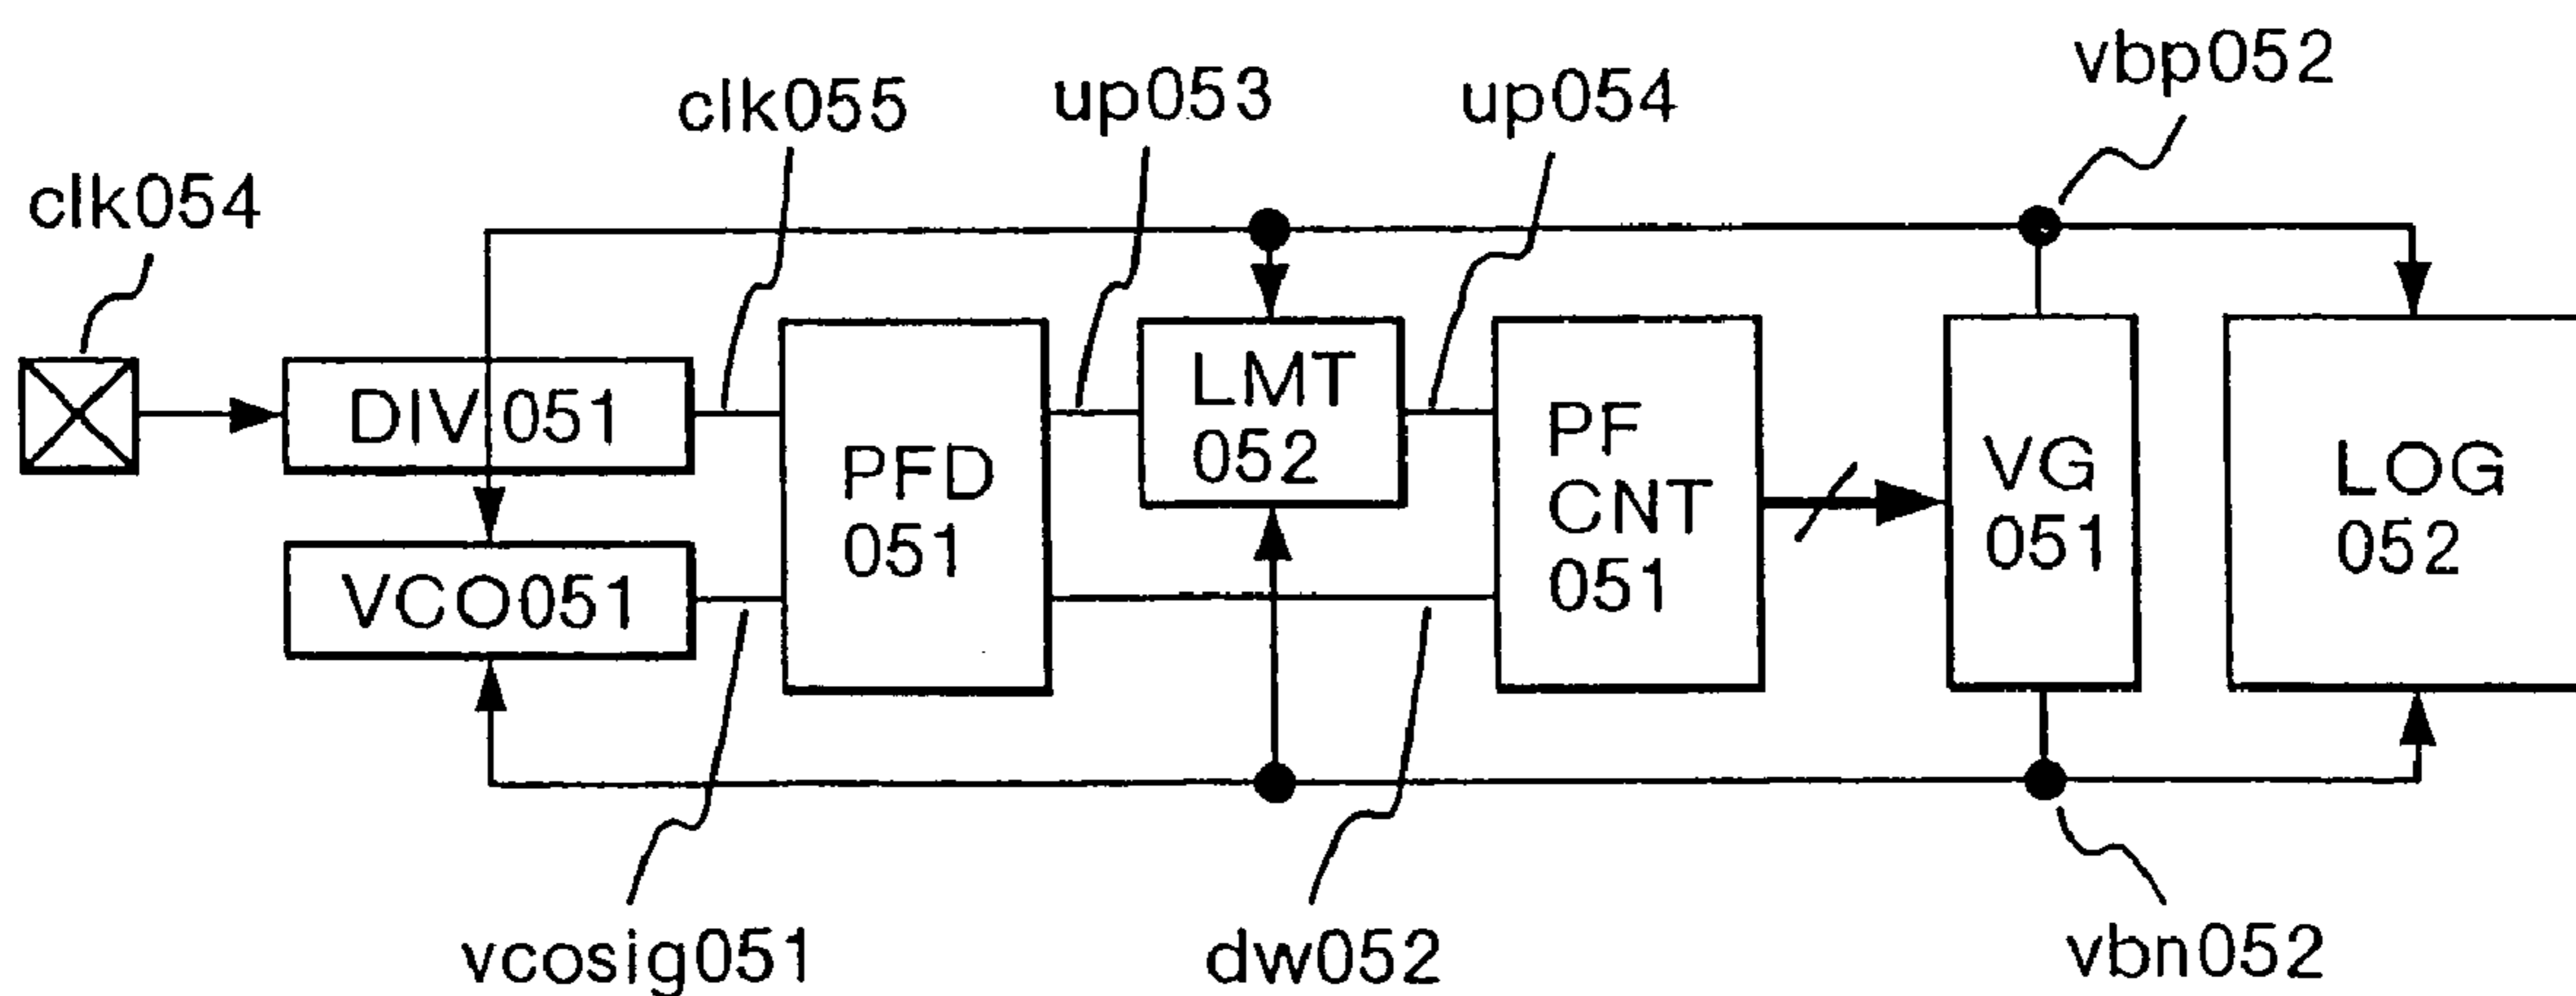 vbp052
clk055
up053
up054
clk054
DIV 051
VCO051
PFD
051
LMT
052
PF
CNT
051
VG
051
LOG
052
vcosig051
dw052
vbn052